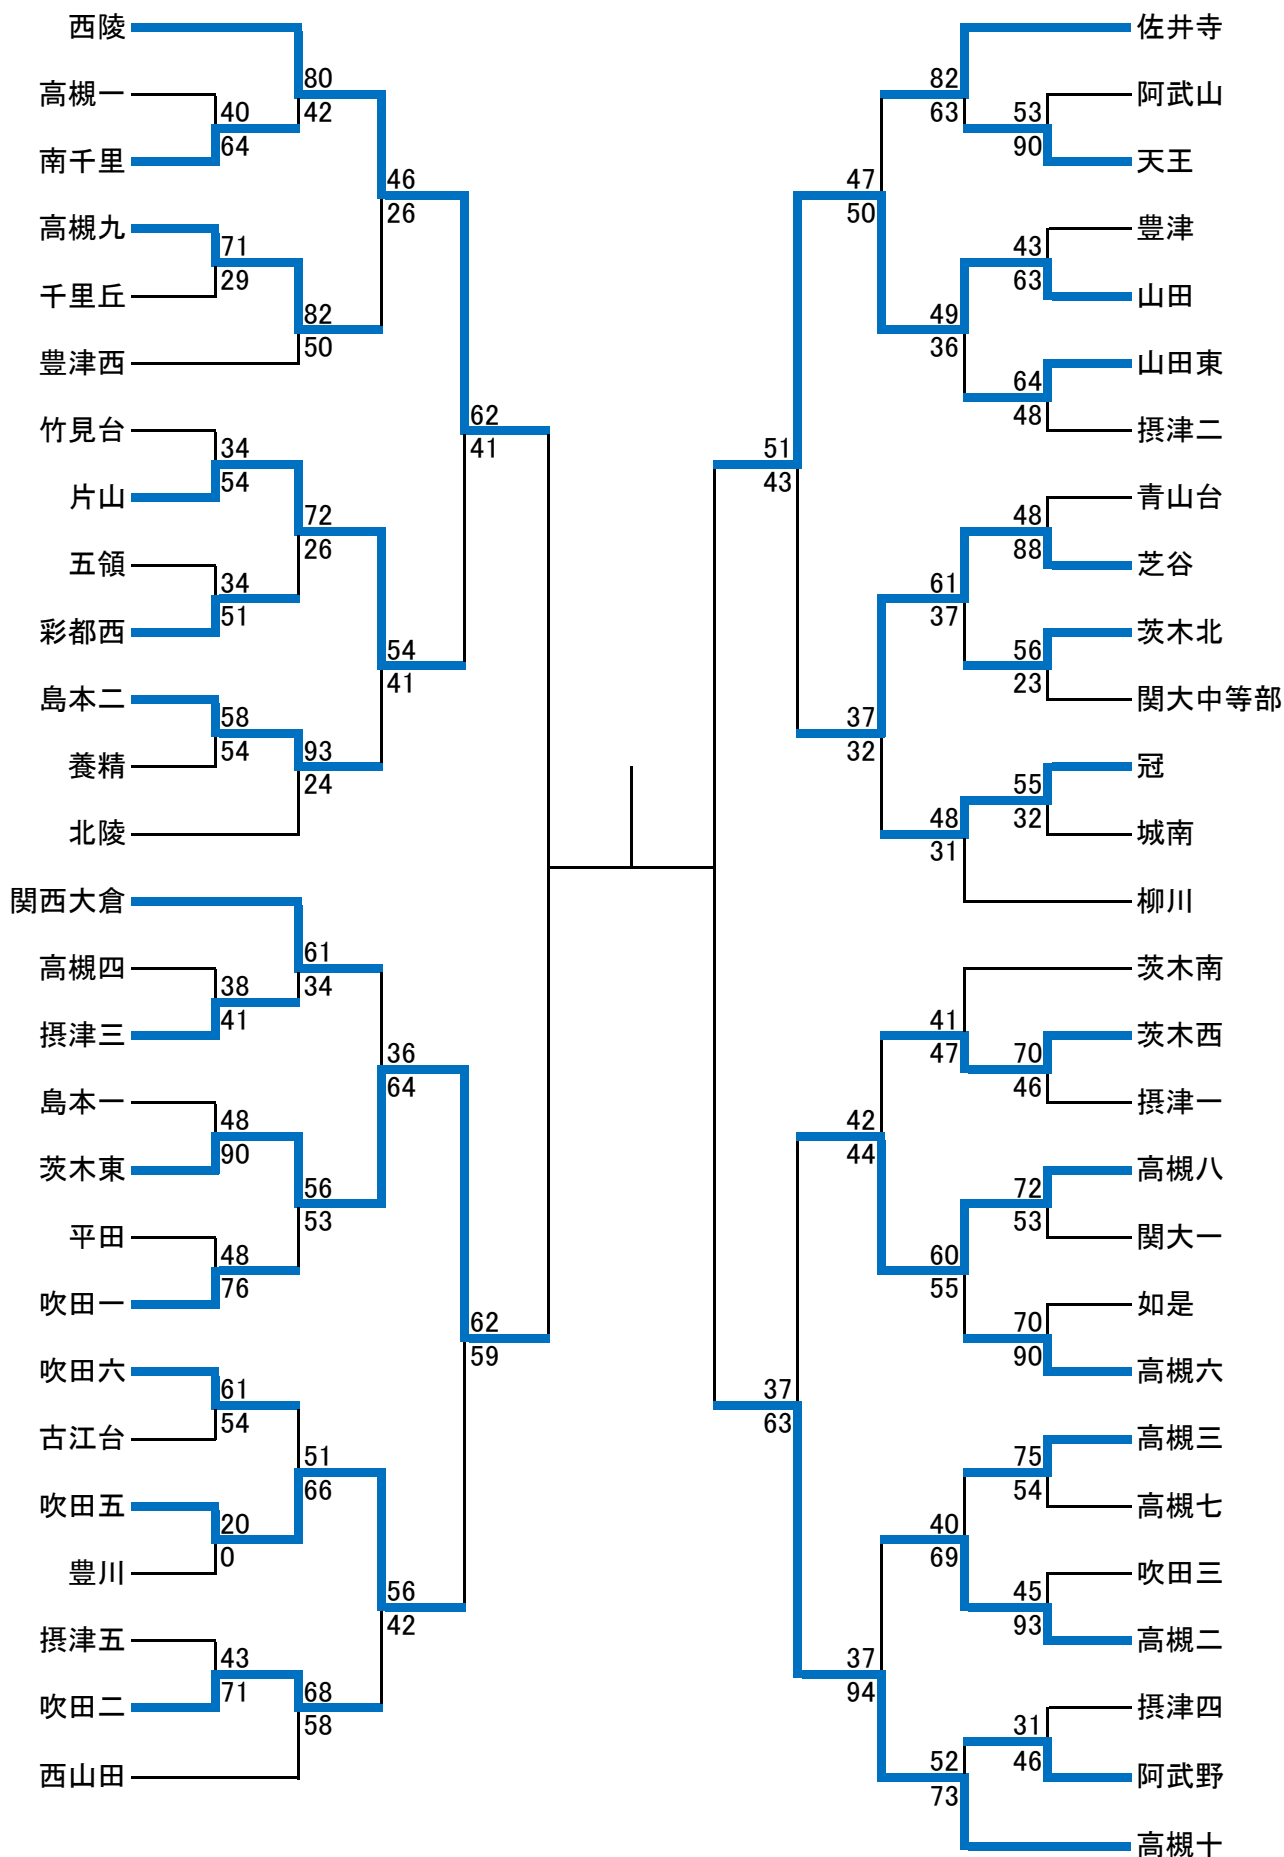 西陵
80
高槻一
42
40
64
南千里
46
26
高槻九
71
29
千里丘
82
50
豊津西
62
41
竹見台
34
54
片山
72
26
五領
34
51
彩都西
54
41
島本二
58
54
養精
93
24
北陵
関西大倉
61
34
高槻四
38
41
摂津三
36
64
島本一
48
90
茨木東
56
53
平田
48
76
吹田一
62
59
吹田六
61
54
古江台
51
66
吹田五
20
0
豊川
56
42
摂津五
43
71
吹田二
68
58
西山田
佐井寺
82
63
阿武山
53
90
天王
47
50
豊津
43
63
山田
49
36
山田東
64
48
摂津二
51
43
青山台
48
88
芝谷
61
37
茨木北
56
23
関大中等部
37
32
冠
55
32
城南
48
31
柳川
茨木南
41
47
茨木西
70
46
摂津一
42
44
高槻八
72
53
関大一
60
55
如是
70
90
高槻六
37
63
高槻三
75
54
高槻七
40
69
吹田三
45
93
高槻二
37
94
摂津四
31
46
阿武野
52
73
高槻十